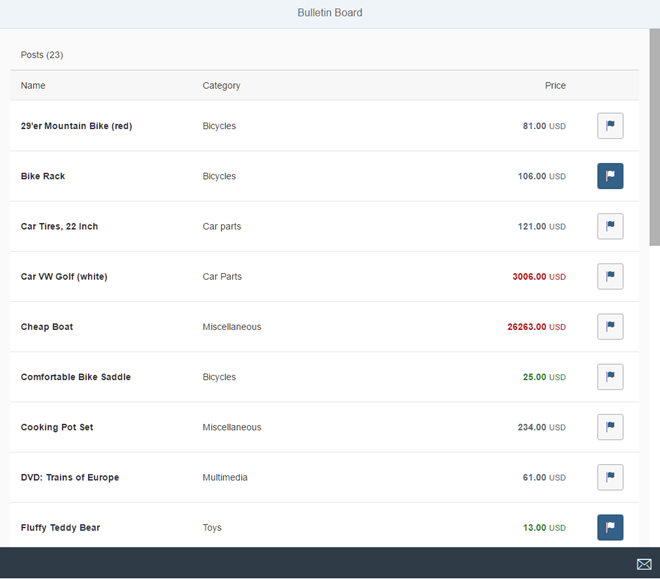 Bulletin Board
Posts (23)
Name Category Price
29'er Mountain Bike (red) Bicycles 81.00 USD
Bike Rack Bicycles 106.00 USD
Car Tires, 22 Inch Car parts 121.00 USD
Car VW Golf (white) Car Parts 3006.00 USD
Cheap Boat Miscellaneous 26263.00 USD
Comfortable Bike Saddle Bicycles 25.00 USD
Cooking Pot Set Miscellaneous 234.00 USD
DVD: Trains of Europe Multimedia 61.00 USD
Fluffy Teddy Bear Toys 13.00 USD